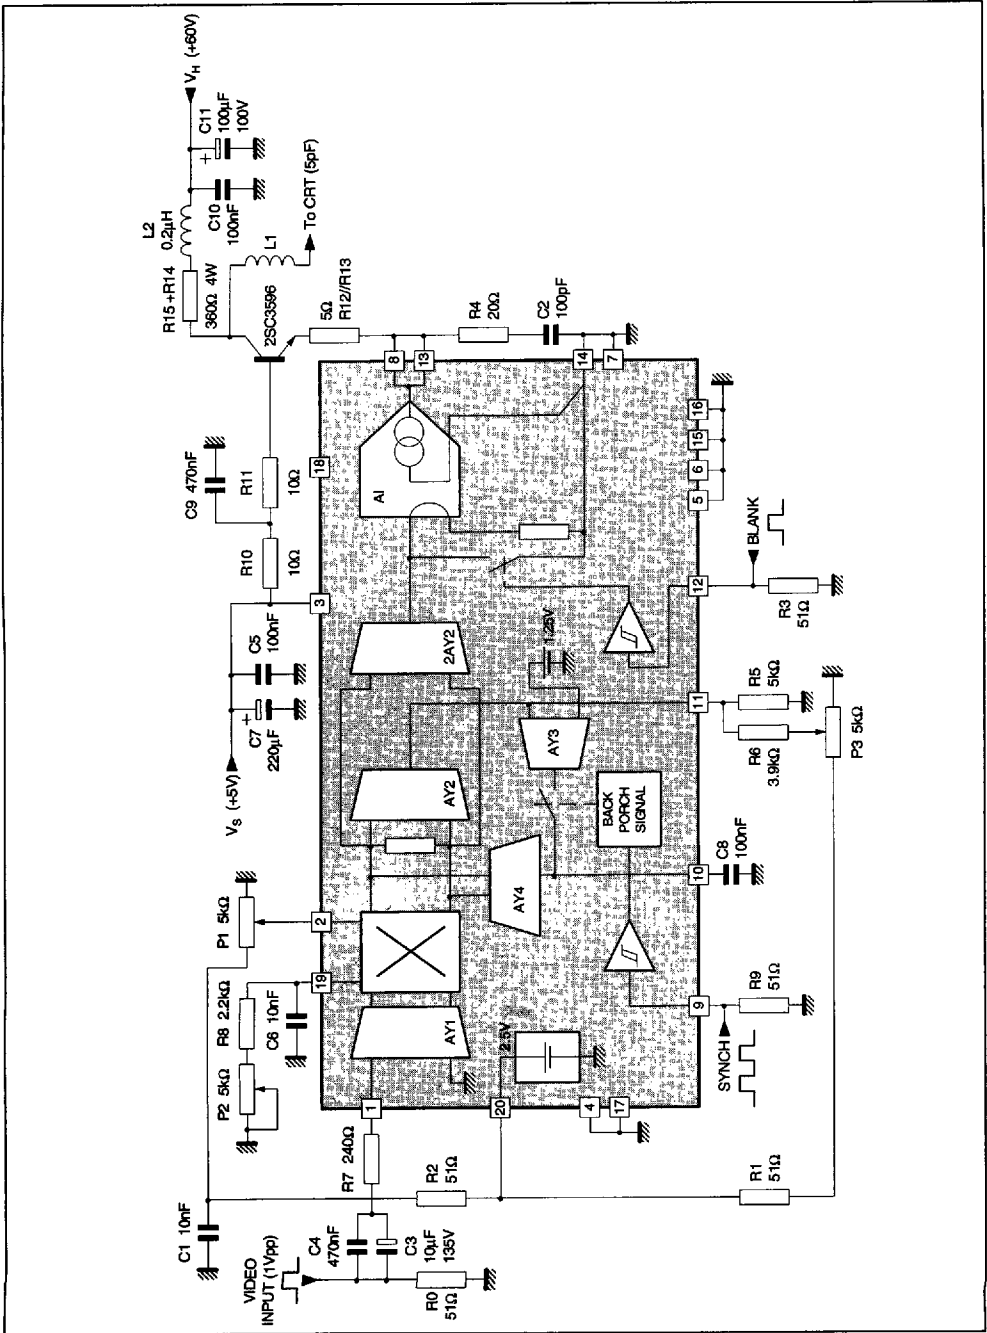 VH (+60V)
C11
100µF
100V
+
C10
100nF
L2
0.2µH
R15+R14
360Ω 4W
L1
To CRT (5pF)
2SC3596
5Ω
R12//R13
R4
20Ω
C2
100pF
C9 470nF
R11
10Ω
R10
10Ω
18
8
13
14
7
AI
3
C5
100nF
+
C7
220µF
VS (+5V)
2AY2
AY2
1.25V
AY3
BACK
PORCH
SIGNAL
AY4
16
15
6
5
BLANK
12
R3
51Ω
11
R5
5kΩ
R6
3.9kΩ
P3 5kΩ
10
C8
100nF
P1 5kΩ
2
19
R8 2.2kΩ
C6 10nF
P2 5kΩ
AY1
2.5V
9
SYNCH
R9
51Ω
1
20
4
17
R7 240Ω
R2
51Ω
R1
51Ω
C1 10nF
C4
470nF
C3
10µF
135V
VIDEO
INPUT (1Vpp)
R0
51Ω